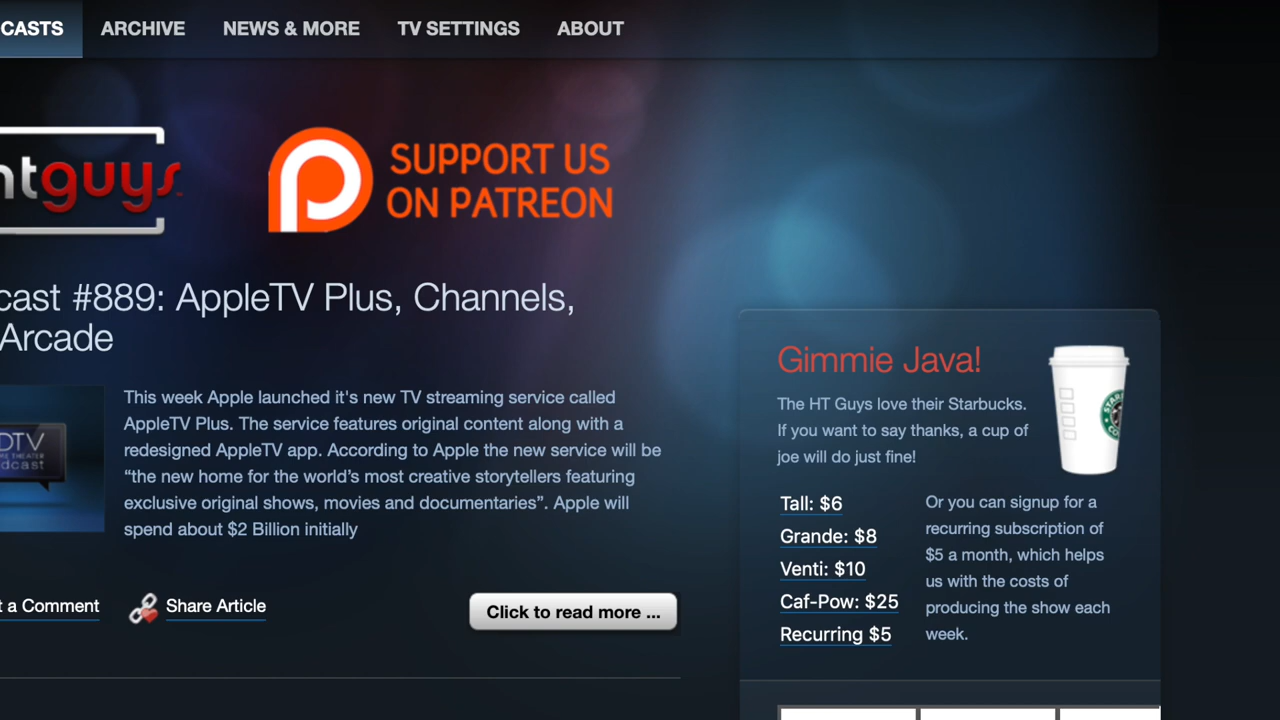 CASTS ARCHIVE NEWS & MORE TV SETTINGS ABOUT
htguys
SUPPORT US
ON PATREON
cast #889: AppleTV Plus, Channels,
Arcade
DTV
dcast
This week Apple launched it's new TV streaming service called
AppleTV Plus. The service features original content along with a
redesigned AppleTV app. According to Apple the new service will be
“the new home for the world’s most creative storytellers featuring
exclusive original shows, movies and documentaries”. Apple will
spend about $2 Billion initially
t a Comment Share Article Click to read more ...
Gimmie Java!
The HT Guys love their Starbucks.
If you want to say thanks, a cup of
joe will do just fine!
Tall: $6
Grande: $8
Venti: $10
Caf-Pow: $25
Recurring $5
Or you can signup for a
recurring subscription of
$5 a month, which helps
us with the costs of
producing the show each
week.